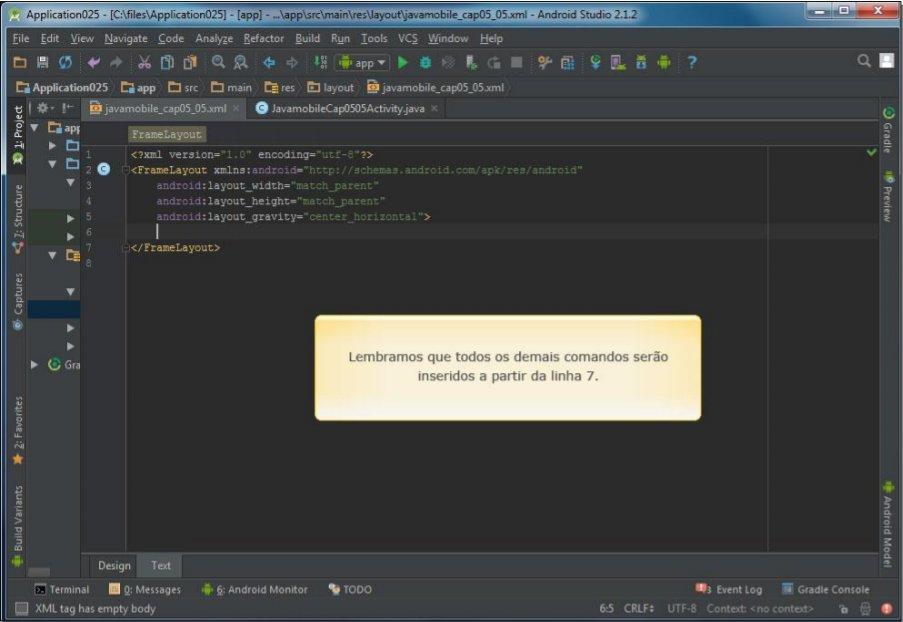 Application025 - [C:\files\Application025] - [app] - ...\app\src\main\res\layout\javamobile_cap05_05.xml - Android Studio 2.1.2
File Edit View Navigate Code Analyze Refactor Build Run Tools VCS Window Help
app
Application025 app src main res layout javamobile_cap05_05.xml
javamobile_cap05_05.xml JavamobileCap0505Activity.java
1: Project
7: Structure
Captures
2: Favorites
Build Variants
app
Gra
FrameLayout
1 <?xml version="1.0" encoding="utf-8"?>
2 <FrameLayout xmlns:android="http://schemas.android.com/apk/res/android"
3 android:layout_width="match_parent"
4 android:layout_height="match_parent"
5 android:layout_gravity="center_horizontal">
6
7 </FrameLayout>
8
Lembramos que todos os demais comandos serão
inseridos a partir da linha 7.
Gradle
Preview
Android Model
Design Text
Terminal 0: Messages 6: Android Monitor TODO 3 Event Log Gradle Console
XML tag has empty body 6:5 CRLF UTF-8 Context: <no context>